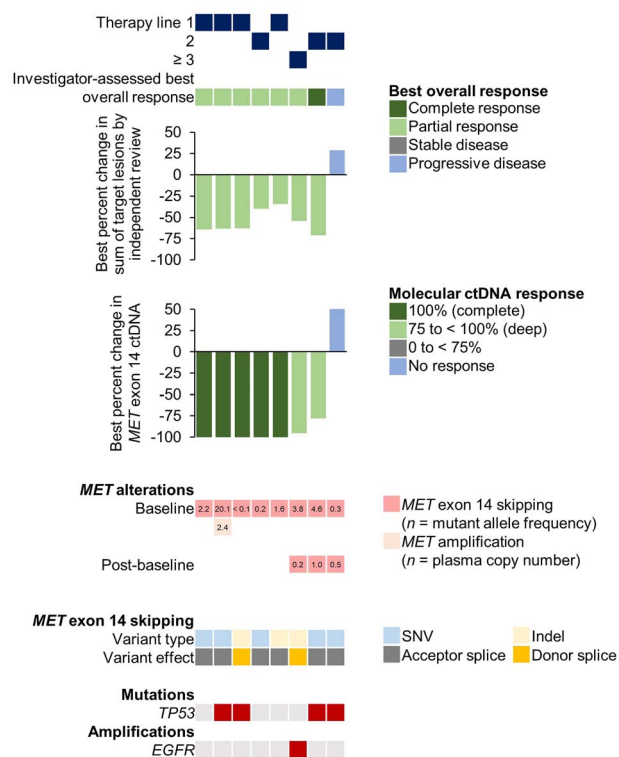 Therapy line 1
2
≥ 3
Investigator-assessed best
overall response
Best overall response
Complete response
Partial response
Stable disease
Progressive disease
Best percent change in
sum of target lesions by
independent review
50
25
0
-25
-50
-75
-100
Molecular ctDNA response
100% (complete)
75 to < 100% (deep)
0 to < 75%
No response
Best percent change in
MET exon 14 ctDNA
50
25
0
-25
-50
-75
-100
MET alterations
Baseline 2.2 20.1 < 0.1 0.2 1.6 3.8 4.6 0.3
2.4
Post-baseline 0.2 1.0 0.5
MET exon 14 skipping
(n = mutant allele frequency)
MET amplification
(n = plasma copy number)
MET exon 14 skipping
Variant type
Variant effect
SNV Indel
Acceptor splice Donor splice
Mutations
TP53
Amplifications
EGFR